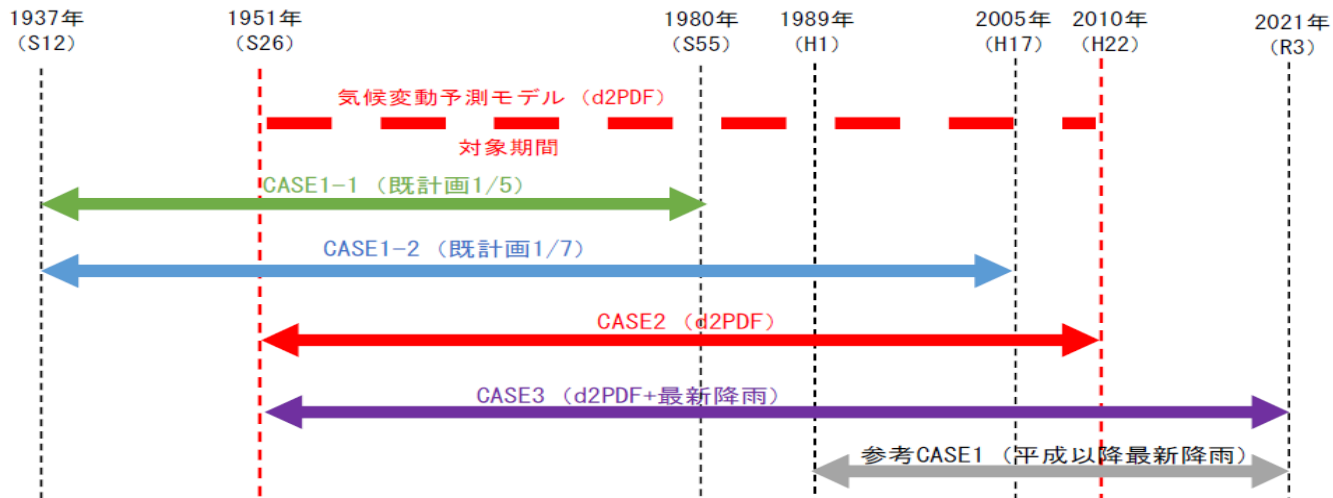 1937年 1951年 1980年 1989年 2005年 2010年 2021年
(S12) (S26) (S55) (H1) (H17) (H22) (R3)
気候変動予測モデル（d2PDF）
対象期間
CASE1-1（既計画1/5）
CASE1-2（既計画1/7）
CASE2（d2PDF）
CASE3（d2PDF+最新降雨）
参考CASE1（平成以降最新降雨）